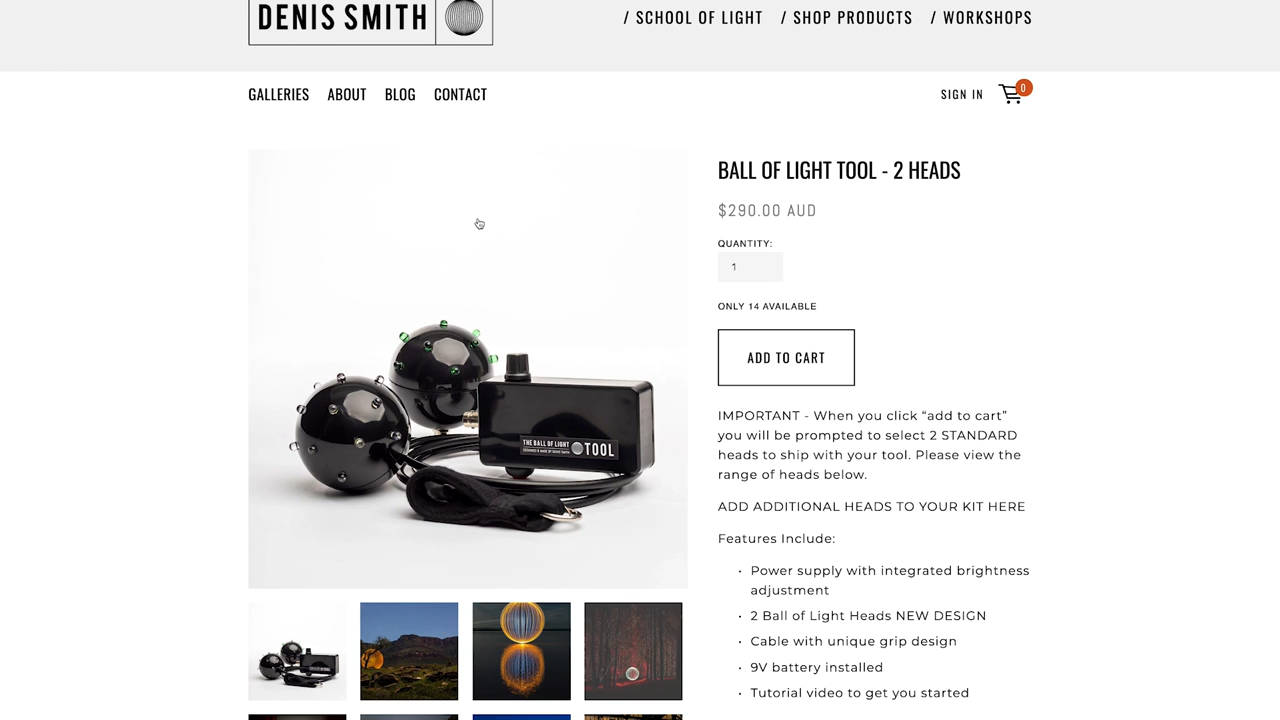 DENIS SMITH
/ SCHOOL OF LIGHT / SHOP PRODUCTS / WORKSHOPS
GALLERIES ABOUT BLOG CONTACT
SIGN IN 0
BALL OF LIGHT TOOL - 2 HEADS
$290.00 AUD
QUANTITY:
1
ONLY 14 AVAILABLE
ADD TO CART
THE BALL OF LIGHT
TOOL
IMPORTANT - When you click “add to cart”
you will be prompted to select 2 STANDARD
heads to ship with your tool. Please view the
range of heads below.
ADD ADDITIONAL HEADS TO YOUR KIT HERE
Features Include:
• Power supply with integrated brightness
adjustment
• 2 Ball of Light Heads NEW DESIGN
• Cable with unique grip design
• 9V battery installed
• Tutorial video to get you started